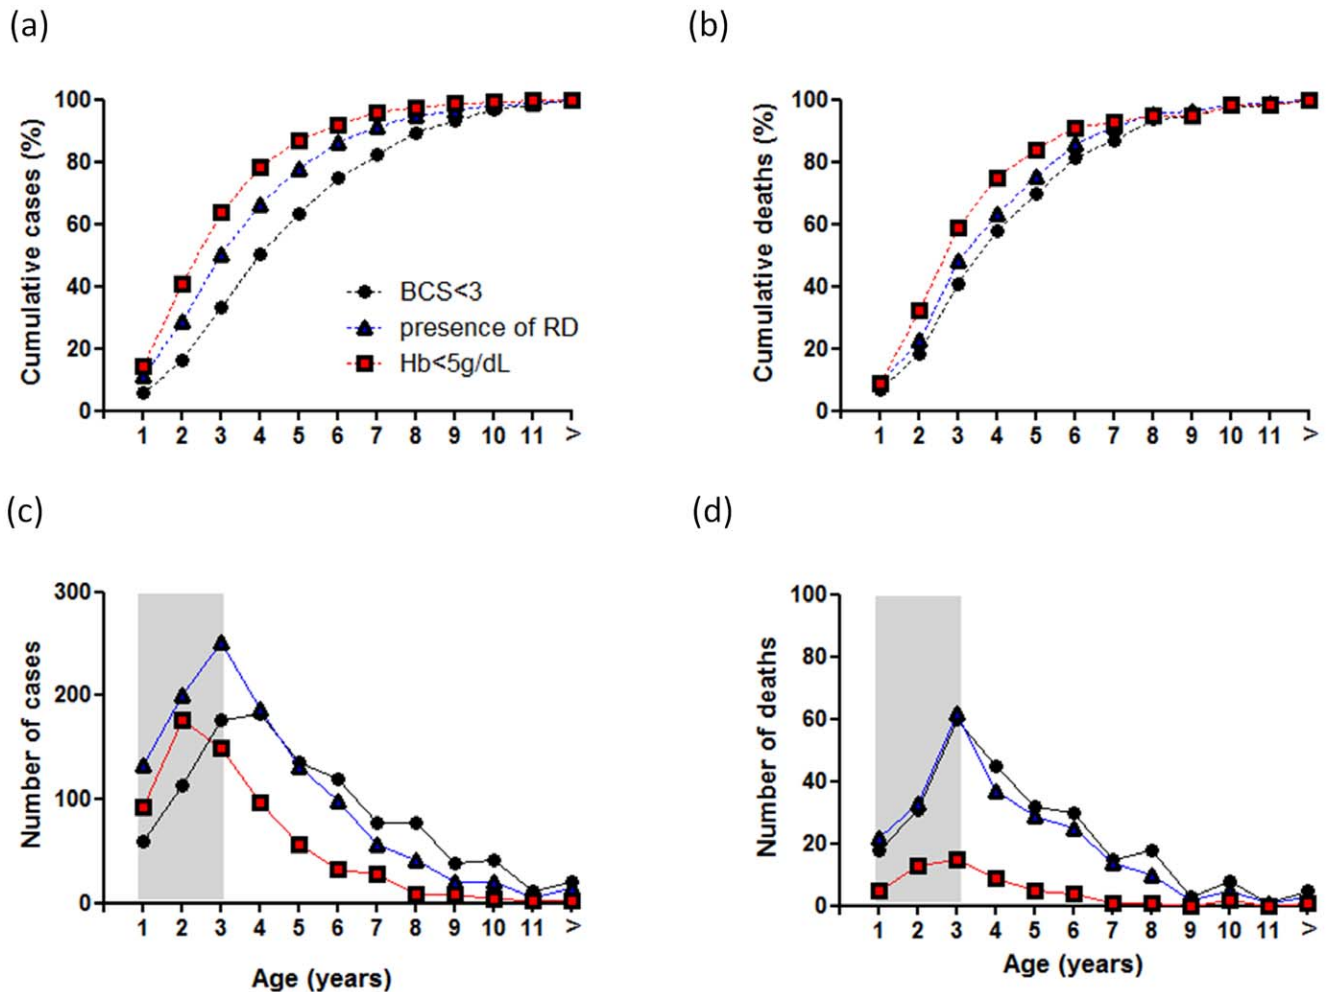 (a)
(b)
Cumulative cases (%)
100
80
60
40
20
0
1 2 3 4 5 6 7 8 9 10 11 >
BCS<3
presence of RD
Hb<5g/dL
Cumulative deaths (%)
100
80
60
40
20
0
1 2 3 4 5 6 7 8 9 10 11 >
(c)
(d)
Number of cases
300
200
100
0
1 2 3 4 5 6 7 8 9 10 11 >
Age (years)
Number of deaths
100
80
60
40
20
0
1 2 3 4 5 6 7 8 9 10 11 >
Age (years)